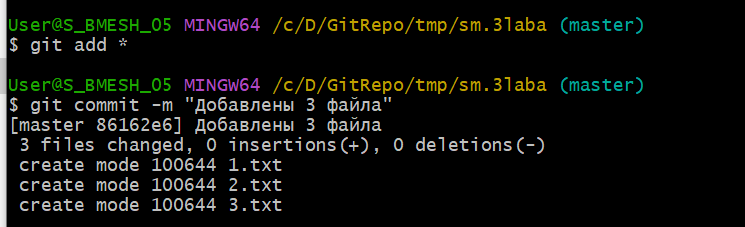 User@S_BMESH_05 MINGW64 /c/D/GitRepo/tmp/sm.3laba (master)
$ git add *
User@S_BMESH_05 MINGW64 /c/D/GitRepo/tmp/sm.3laba (master)
$ git commit -m "Добавлены 3 файла"
[master 86162e6] Добавлены 3 файла
3 files changed, 0 insertions(+), 0 deletions(-)
create mode 100644 1.txt
create mode 100644 2.txt
create mode 100644 3.txt